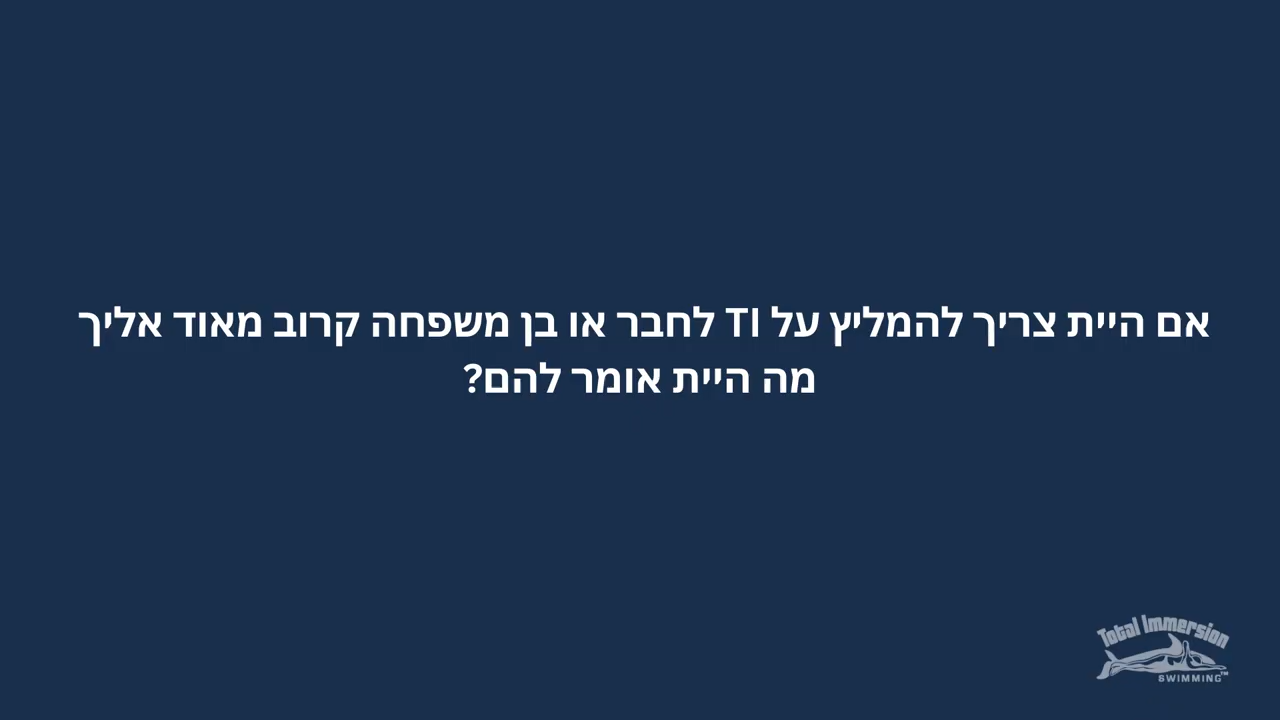 אם היית צריך להמליץ על TI לחבר או בן משפחה קרוב מאוד אליך
מה היית אומר להם?
Total Immersion
SWIMMING™